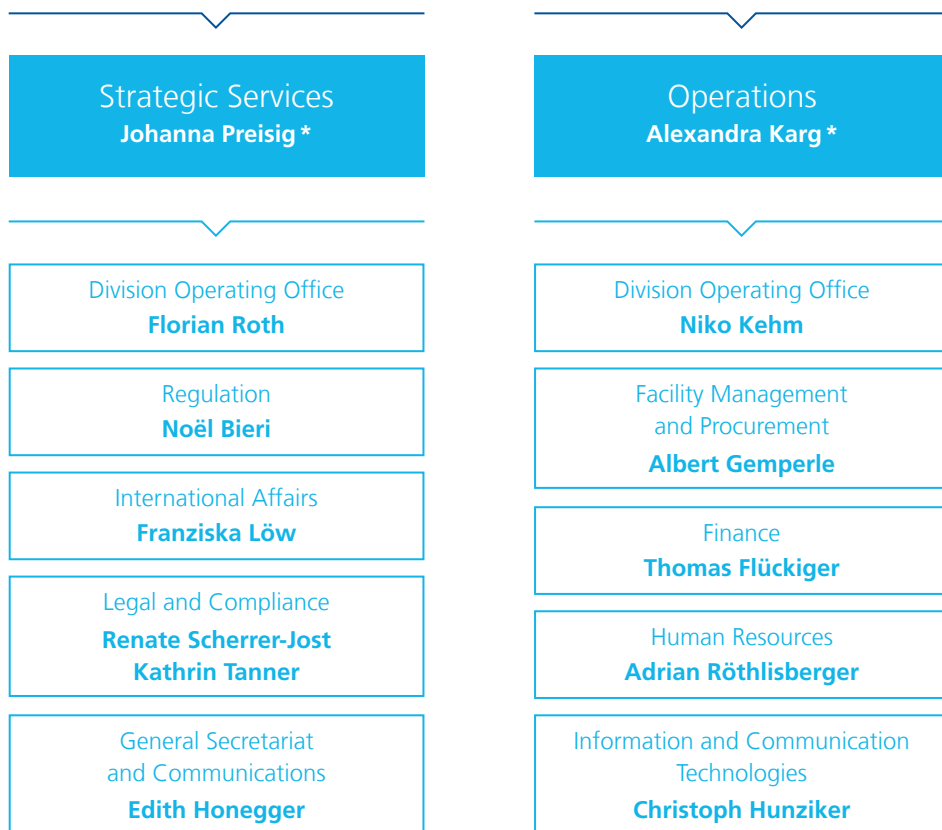 Strategic Services
Johanna Preisig *
Division Operating Office
Florian Roth
Regulation
Noël Bieri
International Affairs
Franziska Löw
Legal and Compliance
Renate Scherrer-Jost
Kathrin Tanner
General Secretariat
and Communications
Edith Honegger
Operations
Alexandra Karg *
Division Operating Office
Niko Kehm
Facility Management
and Procurement
Albert Gemperle
Finance
Thomas Flückiger
Human Resources
Adrian Röthlisberger
Information and Communication
Technologies
Christoph Hunziker